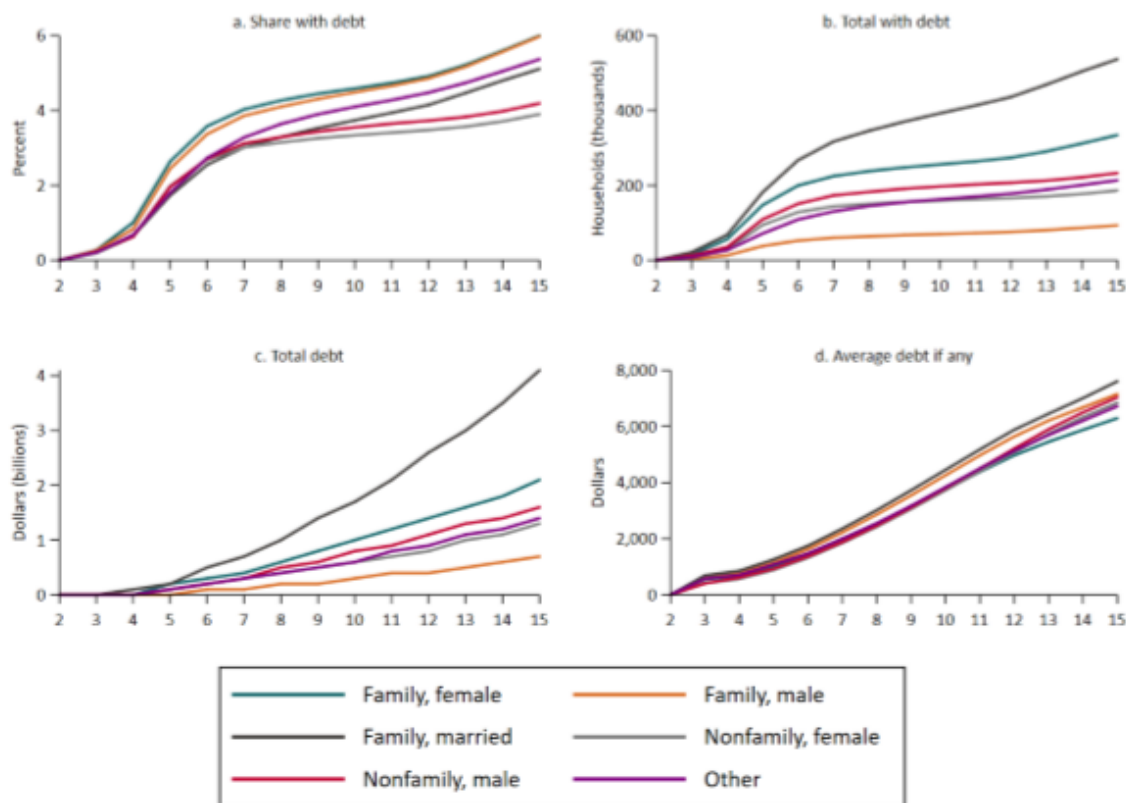 a. Share with debt
6
4
2
0
Percent
2 3 4 5 6 7 8 9 10 11 12 13 14 15
b. Total with debt
600
400
200
0
Households (thousands)
2 3 4 5 6 7 8 9 10 11 12 13 14 15
c. Total debt
4
3
2
1
0
Dollars (billions)
2 3 4 5 6 7 8 9 10 11 12 13 14 15
d. Average debt if any
8,000
6,000
4,000
2,000
0
Dollars
2 3 4 5 6 7 8 9 10 11 12 13 14 15
Family, female
Family, male
Family, married
Nonfamily, female
Nonfamily, male
Other